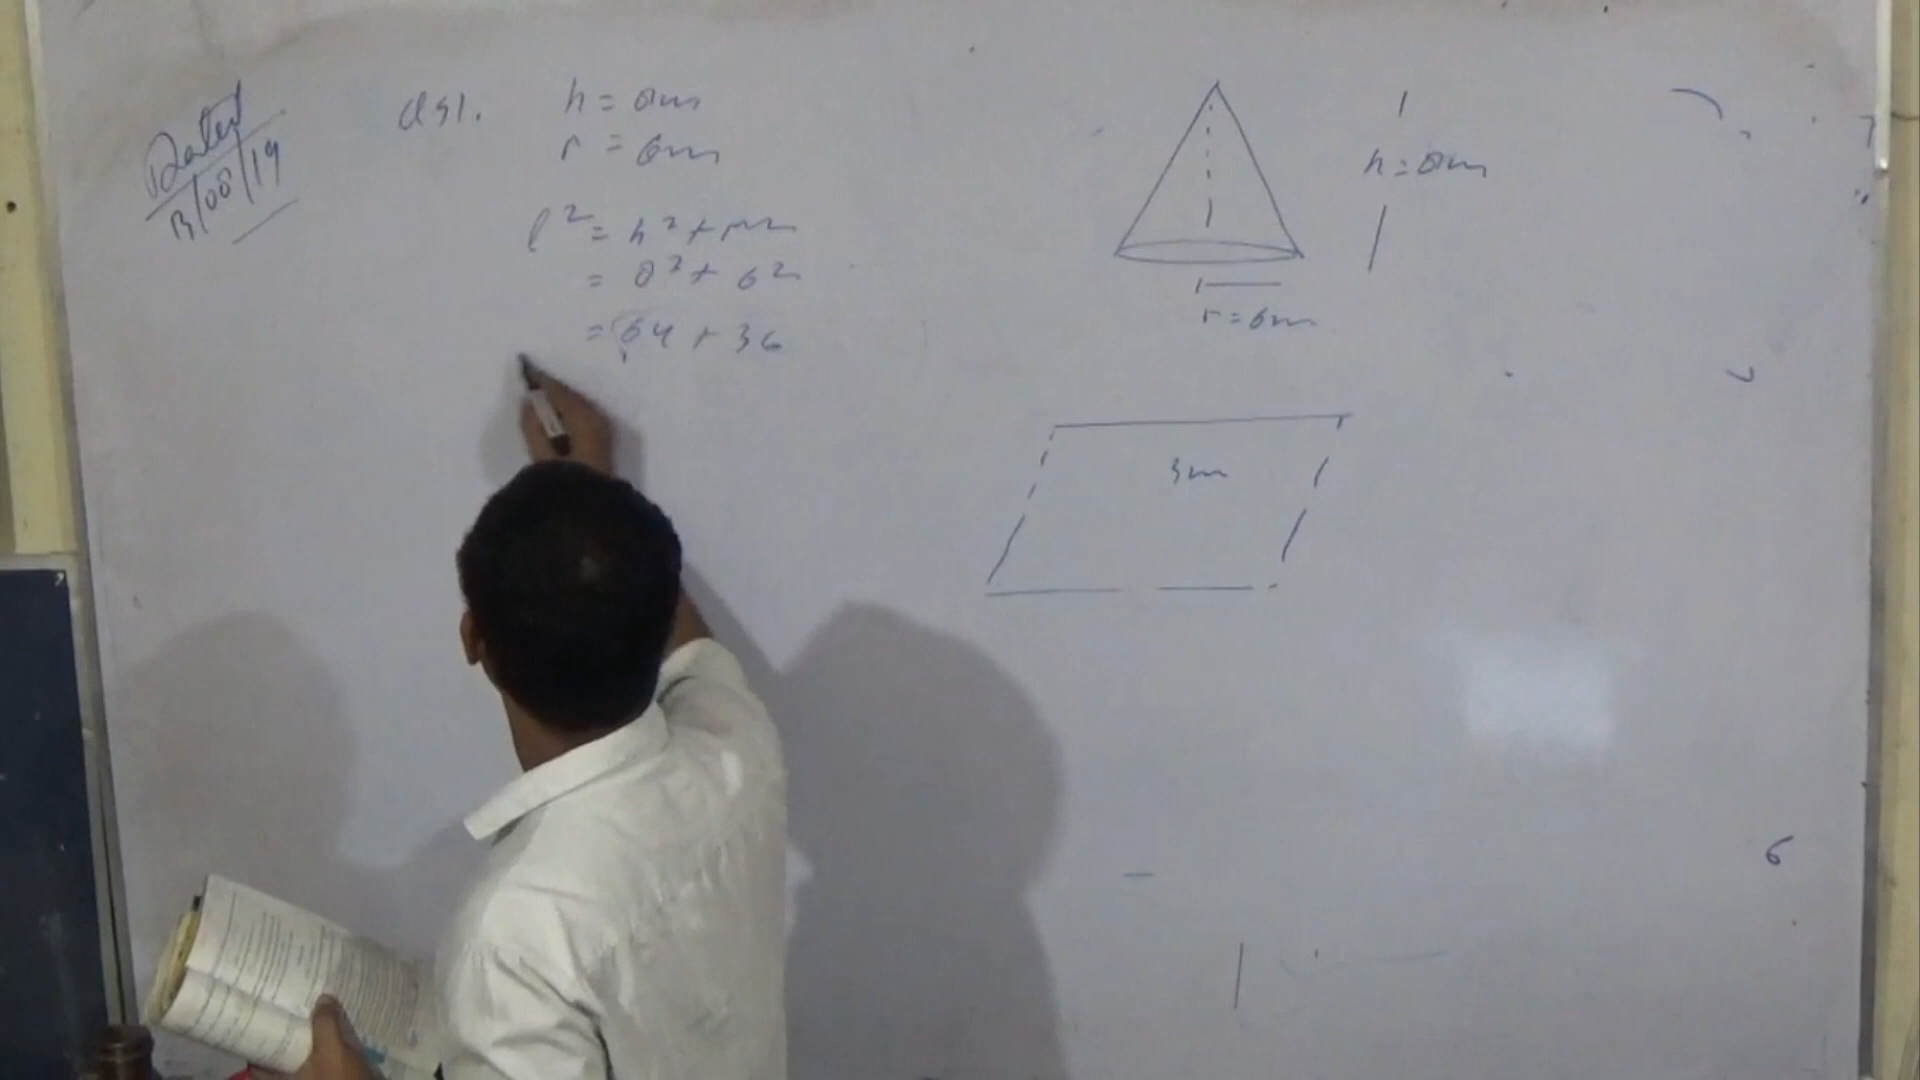 Dated
13/08/19
Q51.
h = 8m
r = 6m
l² = h² + r²
= 8² + 6²
= 64 + 36
h = 8m
r = 6m
3m
6